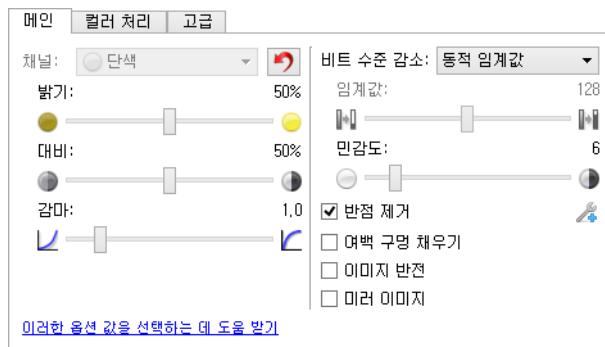 메인 컬러 처리 고급
채널: 단색
밝기: 50%
대비: 50%
감마: 1,0
이러한 옵션 값을 선택하는 데 도움 받기
비트 수준 감소: 동적 임계값
임계값: 128
민감도: 6
반점 제거
여백 구멍 채우기
이미지 반전
미러 이미지